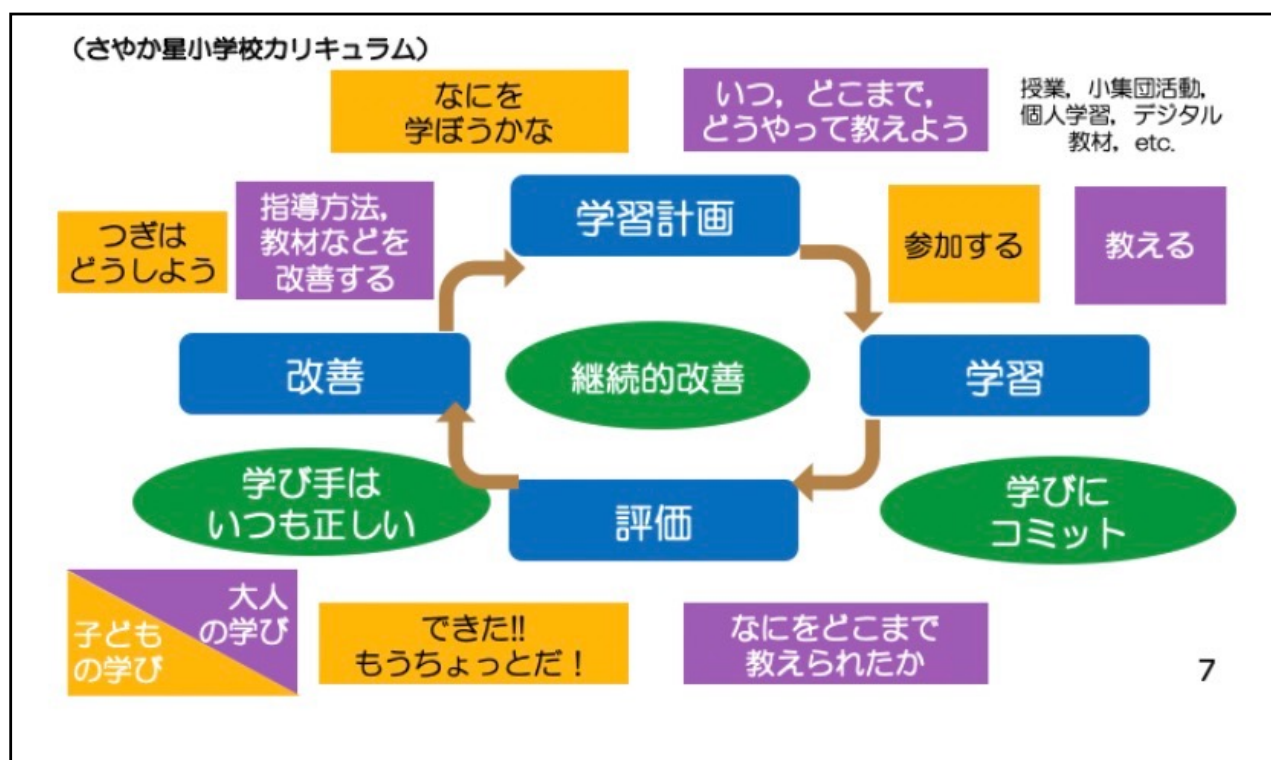 （さやか星小学校カリキュラム）
なにを
学ぼうかな
いつ，どこまで，
どうやって教えよう
授業，小集団活動，
個人学習，デジタル
教材，etc.
つぎは
どうしよう
指導方法，
教材などを
改善する
学習計画
参加する
教える
改善
継続的改善
学習
学び手は
いつも正しい
評価
学びに
コミット
大人
の学び
子ども
の学び
できた!!
もうちょっとだ！
なにをどこまで
教えられたか
7